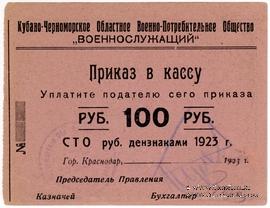 Кубано-Черноморское Областное Военно-Потребительное Общество
„ВОЕННОСЛУЖАЩИЙ"
Приказ в кассу
Уплатите подателю сего приказа
РУБ. 100 РУБ.
СТО руб. дензнаками 1923 г.
№
Гор. Краснодар, 1923 г.
Председатель Правления
Казначей Бухгалтер